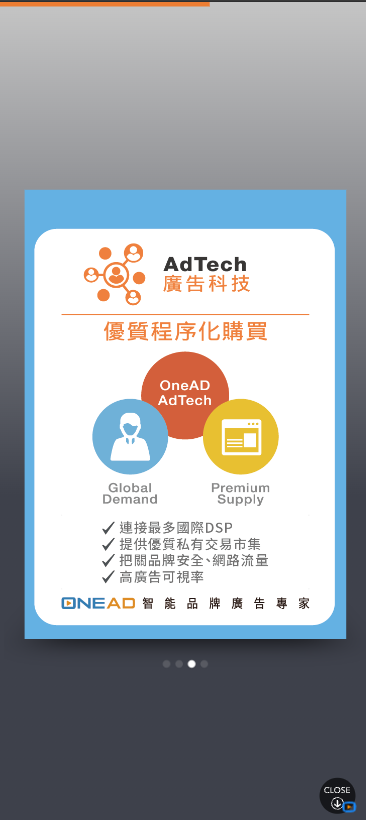 AdTech
廣告科技
優質程序化購買
OneAD
AdTech
Global
Demand
Premium
Supply
連接最多國際DSP
提供優質私有交易市集
把關品牌安全、網路流量
高廣告可視率
ONEAD 智能品牌廣告專家
CLOSE